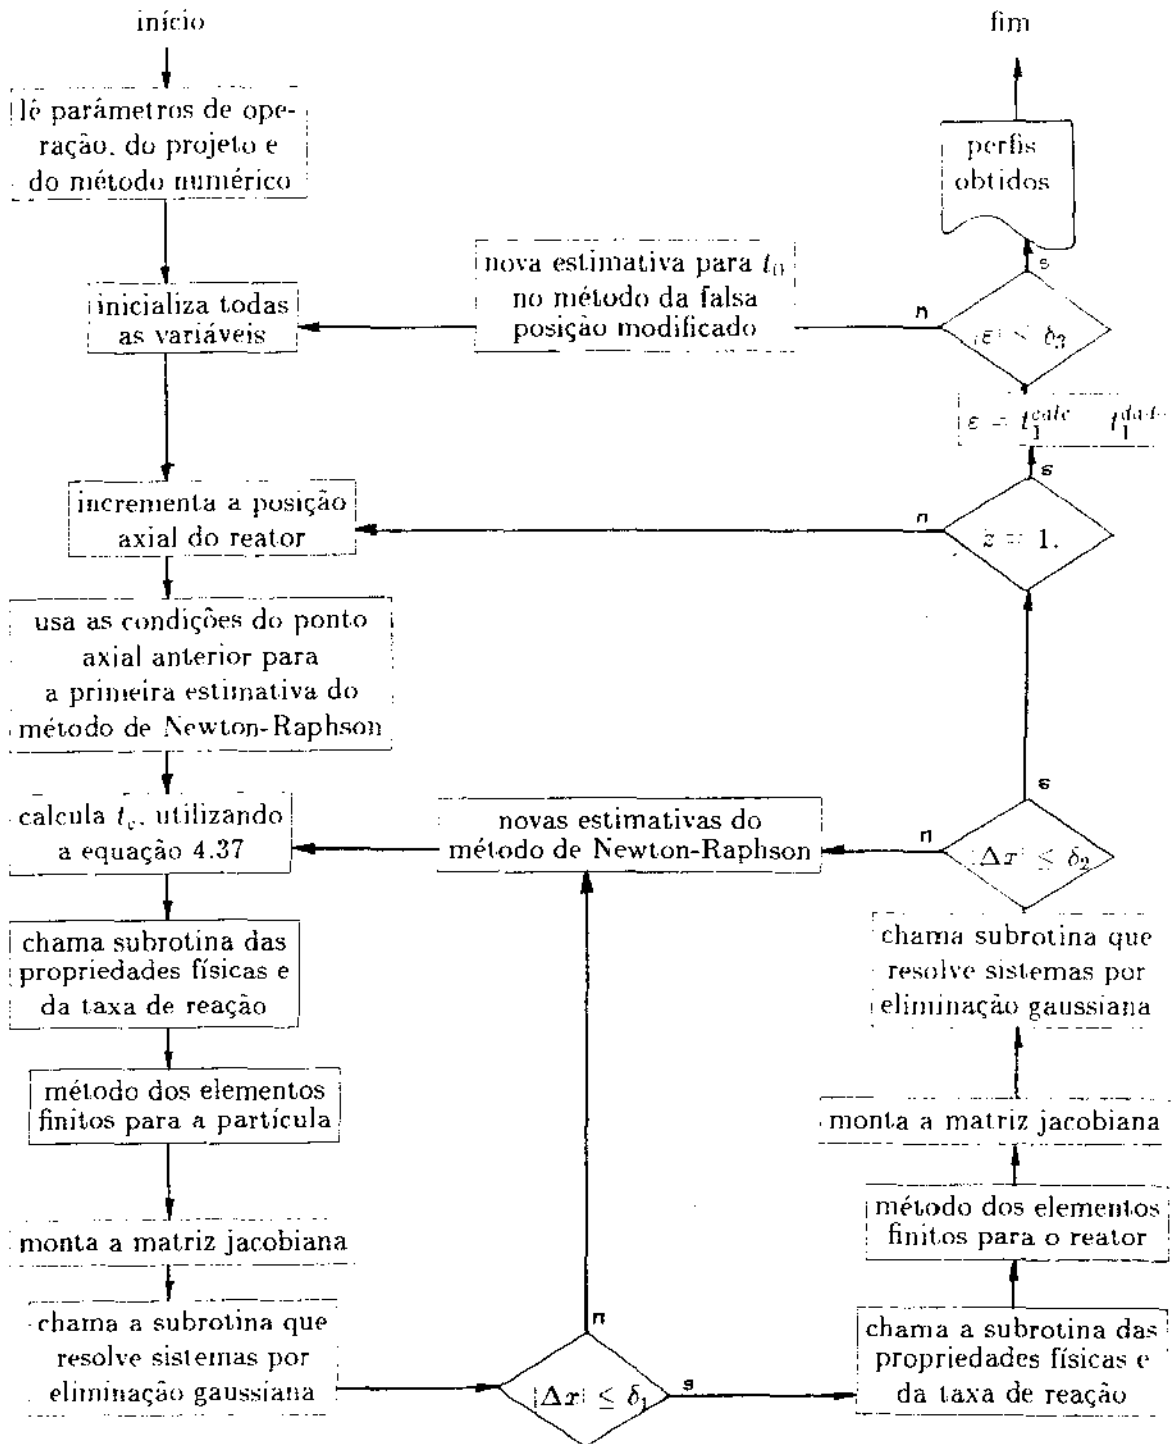 início
lê parâmetros de ope-
ração, do projeto e
do método numérico
inicializa todas
as variáveis
incrementa a posição
axial do reator
usa as condições do ponto
axial anterior para
a primeira estimativa do
método de Newton-Raphson
calcula t_c, utilizando
a equação 4.37
chama subrotina das
propriedades físicas e
da taxa de reação
método dos elementos
finitos para a partícula
monta a matriz jacobiana
chama a subrotina que
resolve sistemas por
eliminação gaussiana
|Δx| ≤ δ₁
n
s
novas estimativas do
método de Newton-Raphson
chama a subrotina das
propriedades físicas e
da taxa de reação
método dos elementos
finitos para o reator
monta a matriz jacobiana
chama subrotina que
resolve sistemas por
eliminação gaussiana
|Δx| ≤ δ₂
n
s
z = 1.
n
s
ε = t₁^calc
|ε| ≤ δ₃
n
s
nova estimativa para t₀
no método da falsa
posição modificado
perfis
obtidos
fim